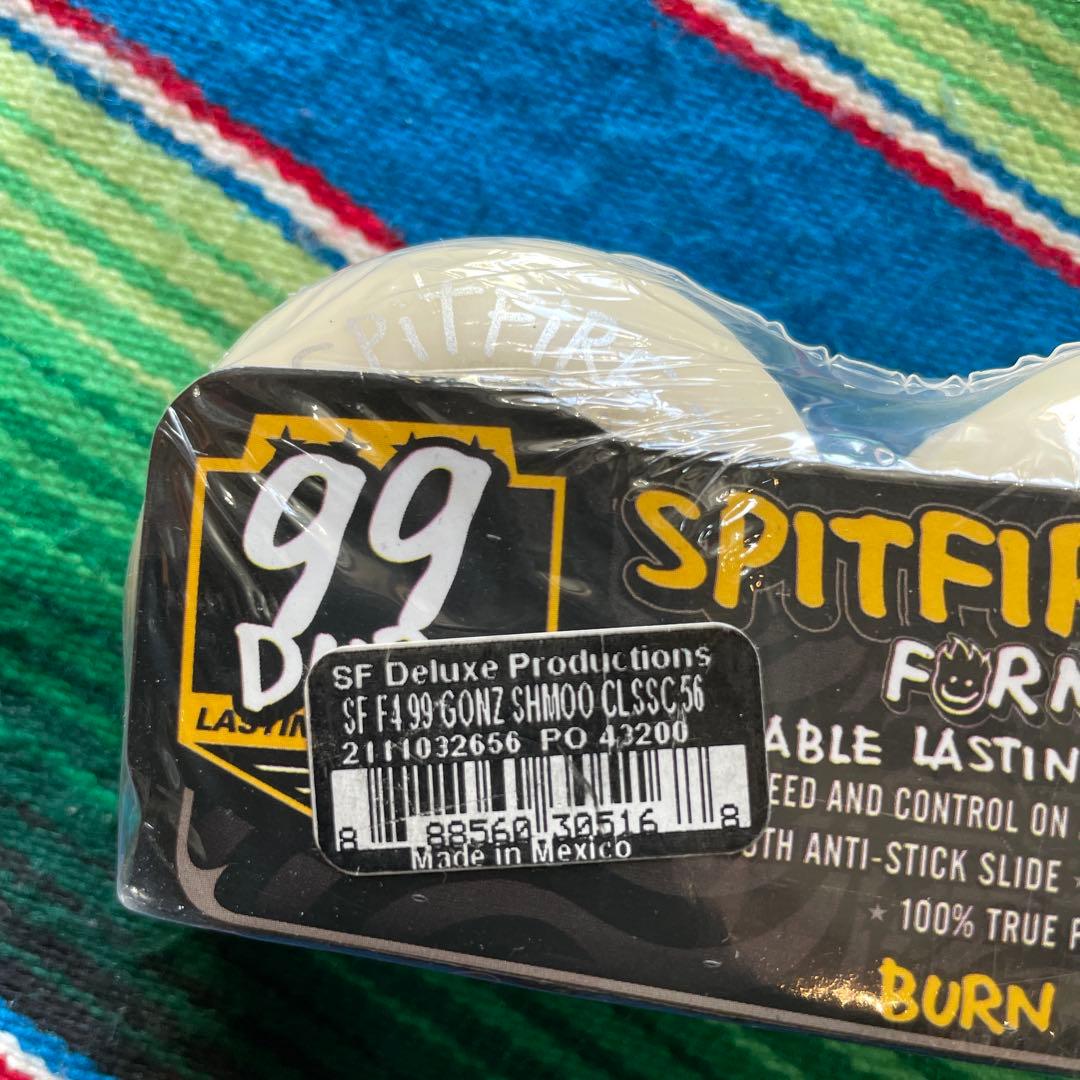 SPITFIRE
99
SPITFIR
FORM
LASTIN
SF Deluxe Productions
SF F4 99 GONZ SHMOO CLSSC 56
2111032656 PO 43200
8 88560 30516 8
Made in Mexico
ABLE LASTIN
EED AND CONTROL ON
OTH ANTI-STICK SLIDE
★ 100% TRUE P
BURN